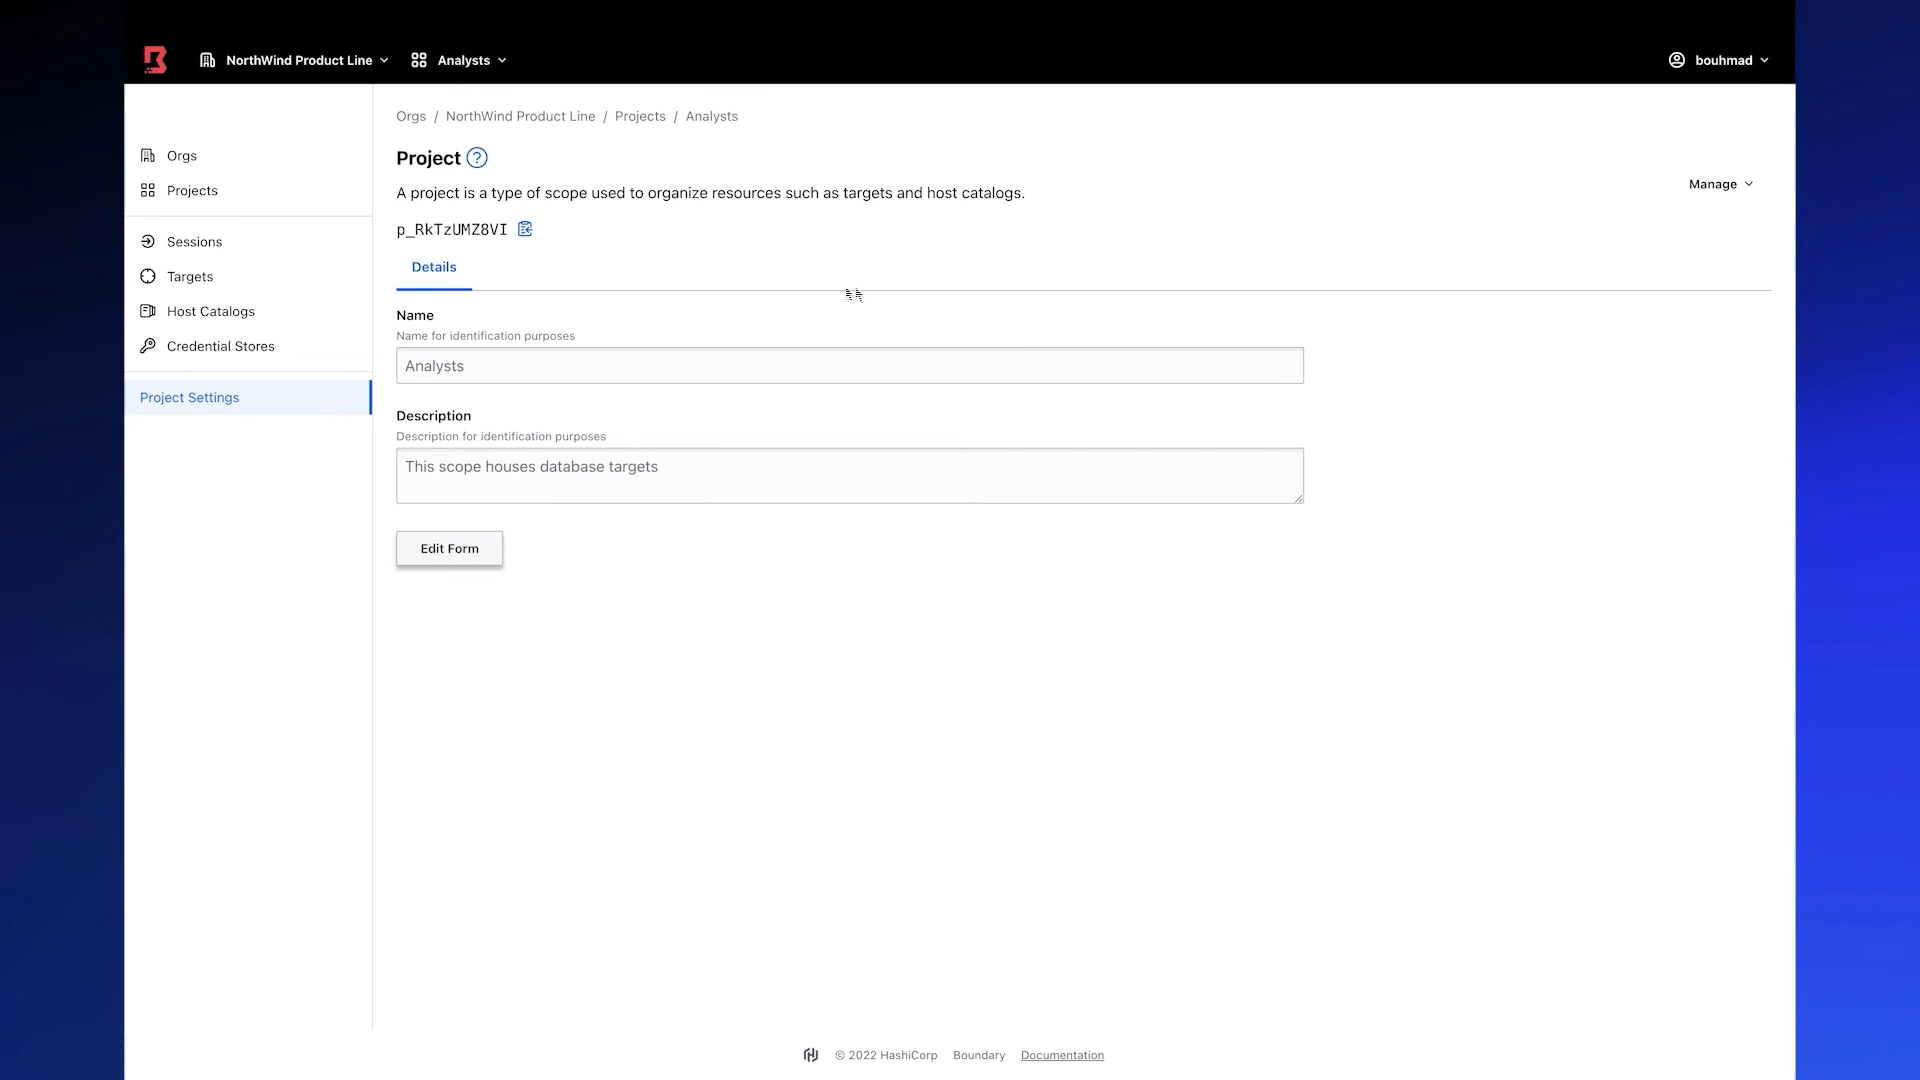 NorthWind Product Line
Analysts
bouhmad
Orgs
Projects
Sessions
Targets
Host Catalogs
Credential Stores
Project Settings
Orgs / NorthWind Product Line / Projects / Analysts
Project
A project is a type of scope used to organize resources such as targets and host catalogs.
Manage
p_RkTzUMZ8VI
Details
Name
Name for identification purposes
Analysts
Description
Description for identification purposes
This scope houses database targets
Edit Form
© 2022 HashiCorp Boundary Documentation